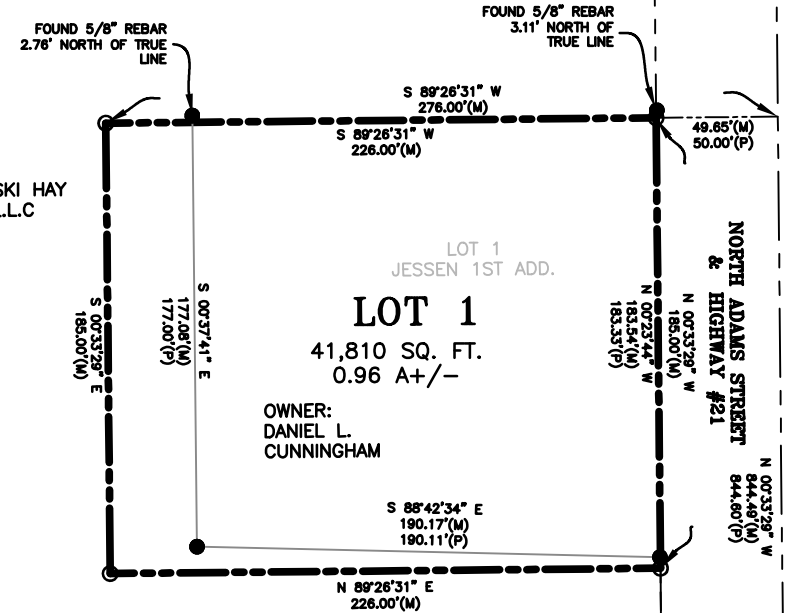 FOUND 5/8" REBAR
2.76' NORTH OF TRUE
LINE
FOUND 5/8" REBAR
3.11' NORTH OF
TRUE LINE
S 89°26'31" W
276.00'(M)
S 89°26'31" W
226.00'(M)
49.65'(M)
50.00'(P)
SKI HAY
L.L.C
LOT 1
JESSEN 1ST ADD.
LOT 1
41,810 SQ. FT.
0.96 A+/-
OWNER:
DANIEL L.
CUNNINGHAM
S 00°33'29" E
185.00'(M)
S 00°37'41" E
177.08'(M)
177.00'(P)
N 00°23'44" W
183.54'(M)
183.33'(P)
N 00°33'29" W
185.00'(M)
NORTH ADAMS STREET
& HIGHWAY #21
N 00°33'29" W
844.49'(M)
844.60'(P)
S 88°42'34" E
190.17'(M)
190.11'(P)
N 89°26'31" E
226.00'(M)